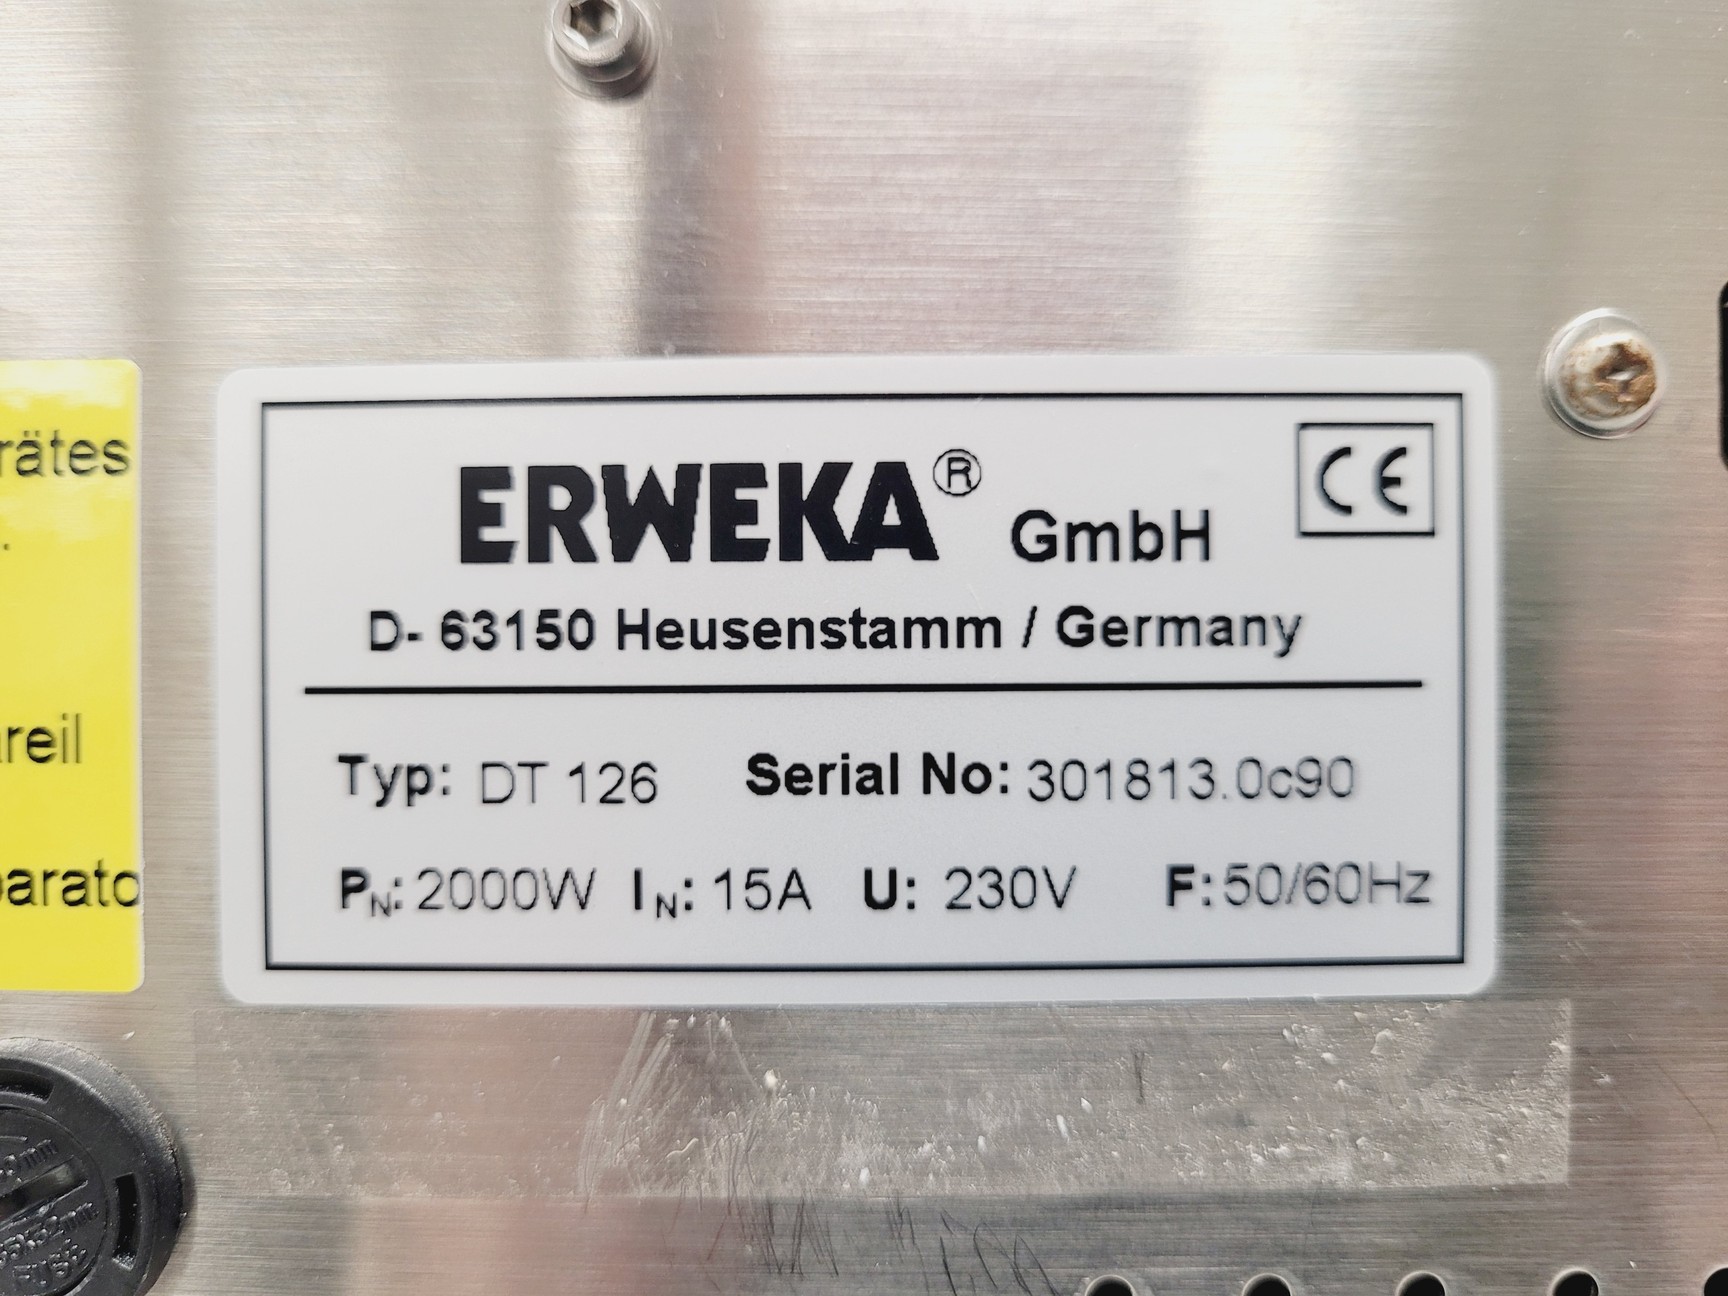 rätes
.
reil
parato
ERWEKA® GmbH
CE
D- 63150 Heusenstamm / Germany
Typ: DT 126 Serial No: 301813.0c90
PN: 2000W IN: 15A U: 230V F: 50/60Hz
FUSE